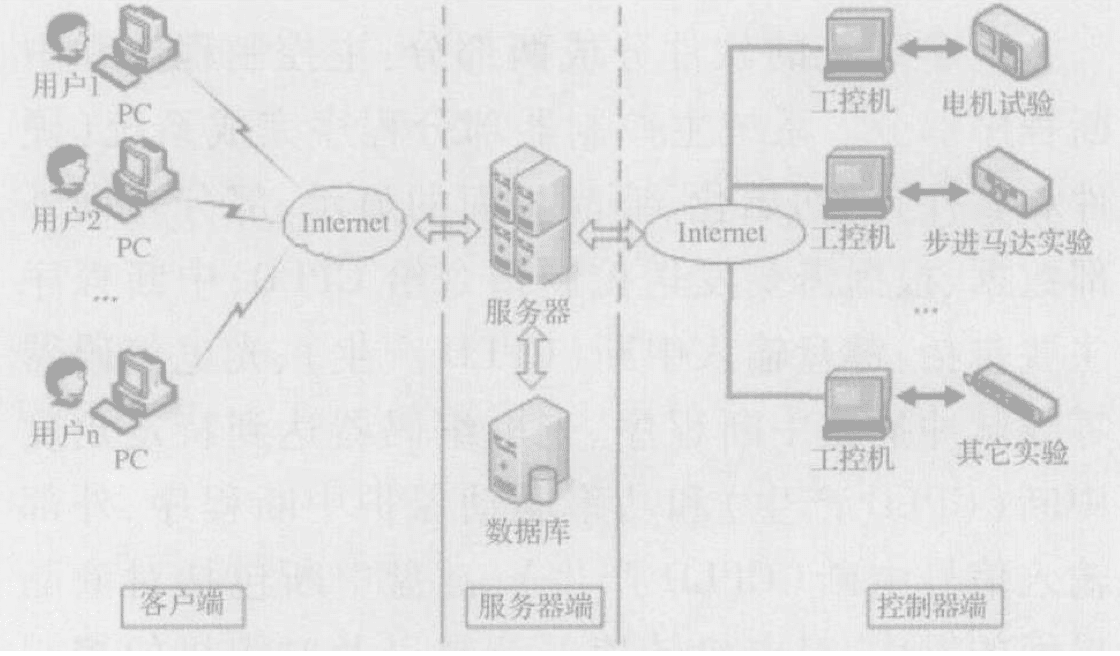 用户1
PC
用户2
PC
...
用户n
PC
Internet
服务器
数据库
Internet
工控机
电机试验
工控机
步进马达实验
...
工控机
其它实验
客户端
服务器端
控制器端